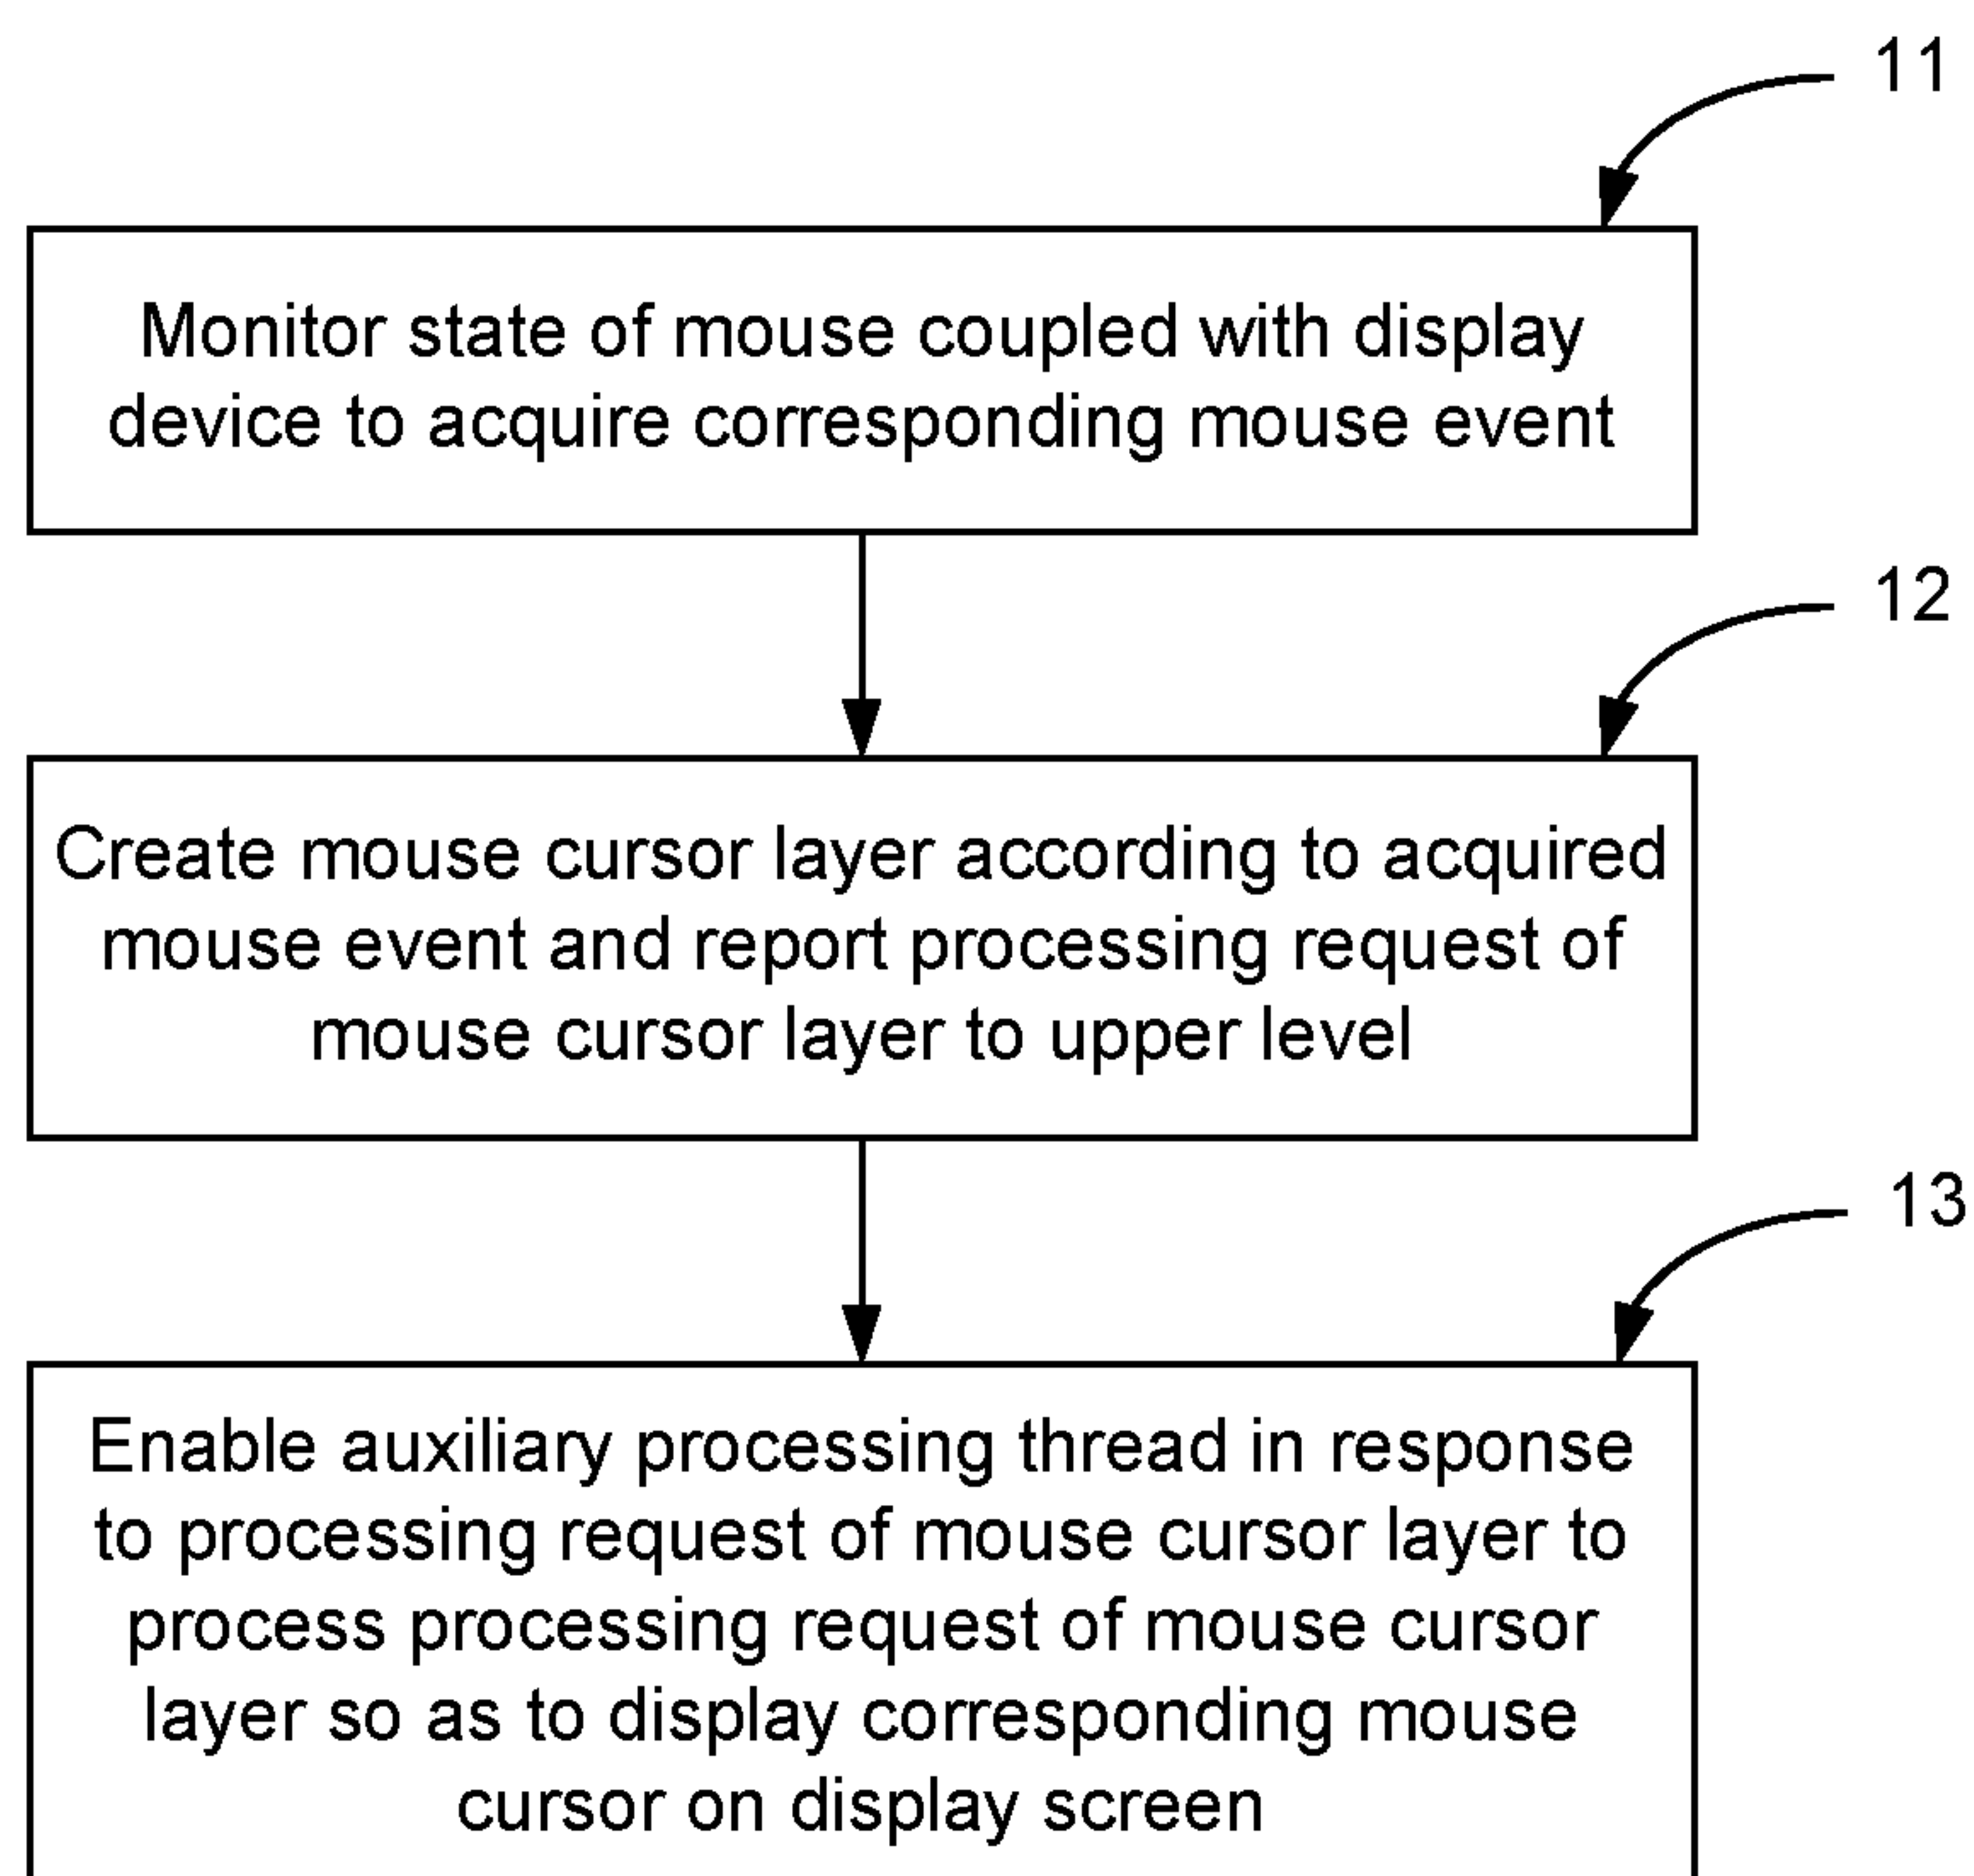 11
Monitor state of mouse coupled with display
device to acquire corresponding mouse event
12
Create mouse cursor layer according to acquired
mouse event and report processing request of
mouse cursor layer to upper level
13
Enable auxiliary processing thread in response
to processing request of mouse cursor layer to
process processing request of mouse cursor
layer so as to display corresponding mouse
cursor on display screen